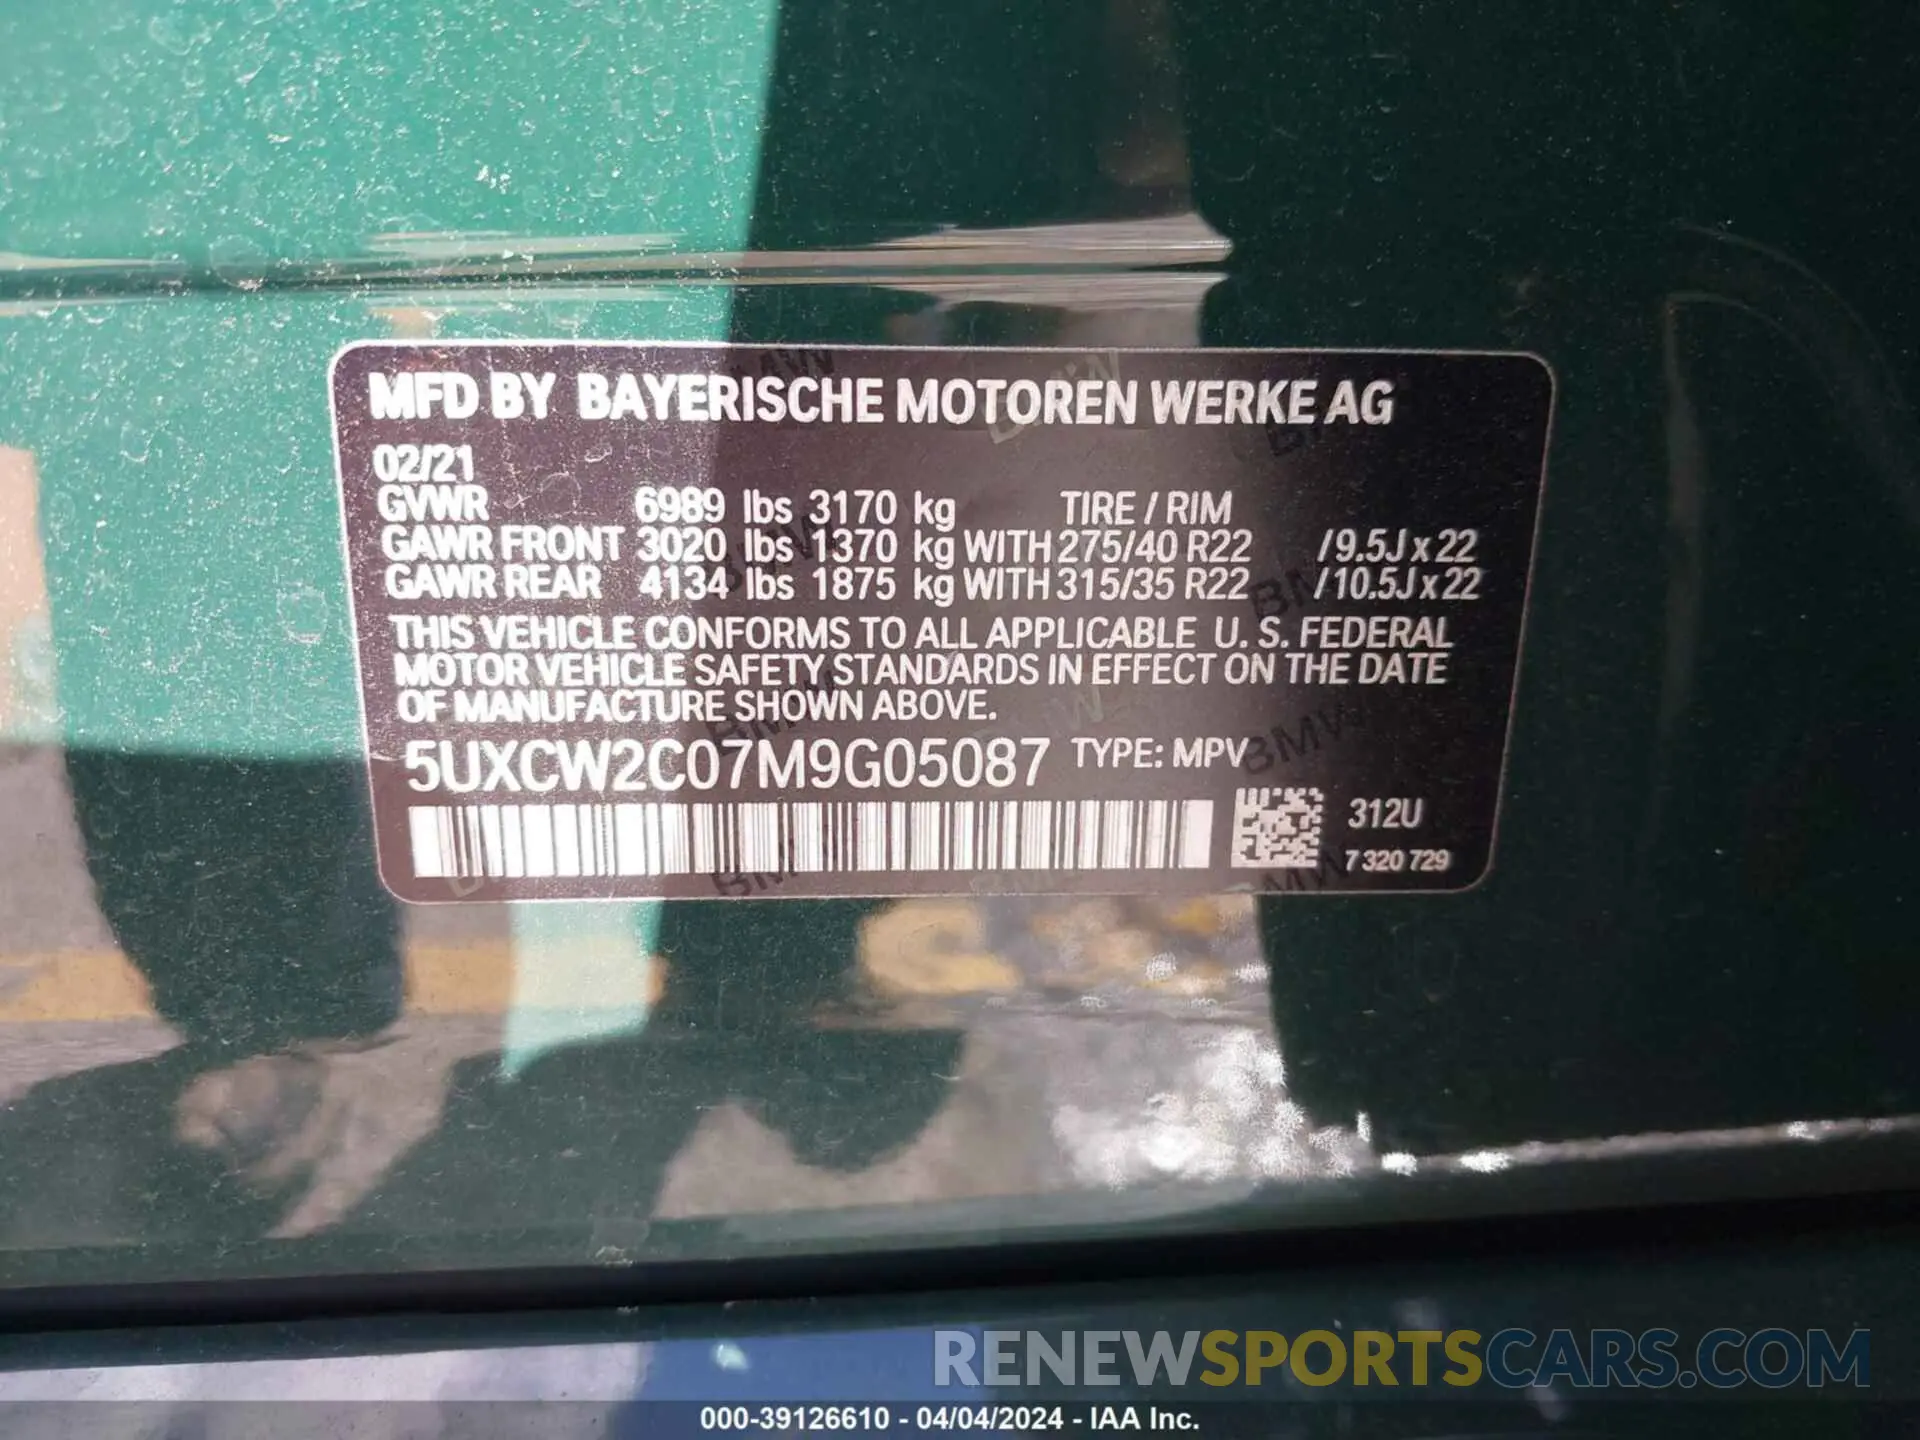 MFD BY BAYERISCHE MOTOREN WERKE AG
02/21
GVWR 6989 lbs 3170 kg TIRE / RIM
GAWR FRONT 3020 lbs 1370 kg WITH 275/40 R22 /9.5J x 22
GAWR REAR 4134 lbs 1875 kg WITH 315/35 R22 /10.5J x 22
THIS VEHICLE CONFORMS TO ALL APPLICABLE U. S. FEDERAL
MOTOR VEHICLE SAFETY STANDARDS IN EFFECT ON THE DATE
OF MANUFACTURE SHOWN ABOVE.
5UXCW2C07M9G05087 TYPE: MPV
312U
7 320 729
RENEWSPORTSCARS.COM
000-39126610 - 04/04/2024 - IAA Inc.